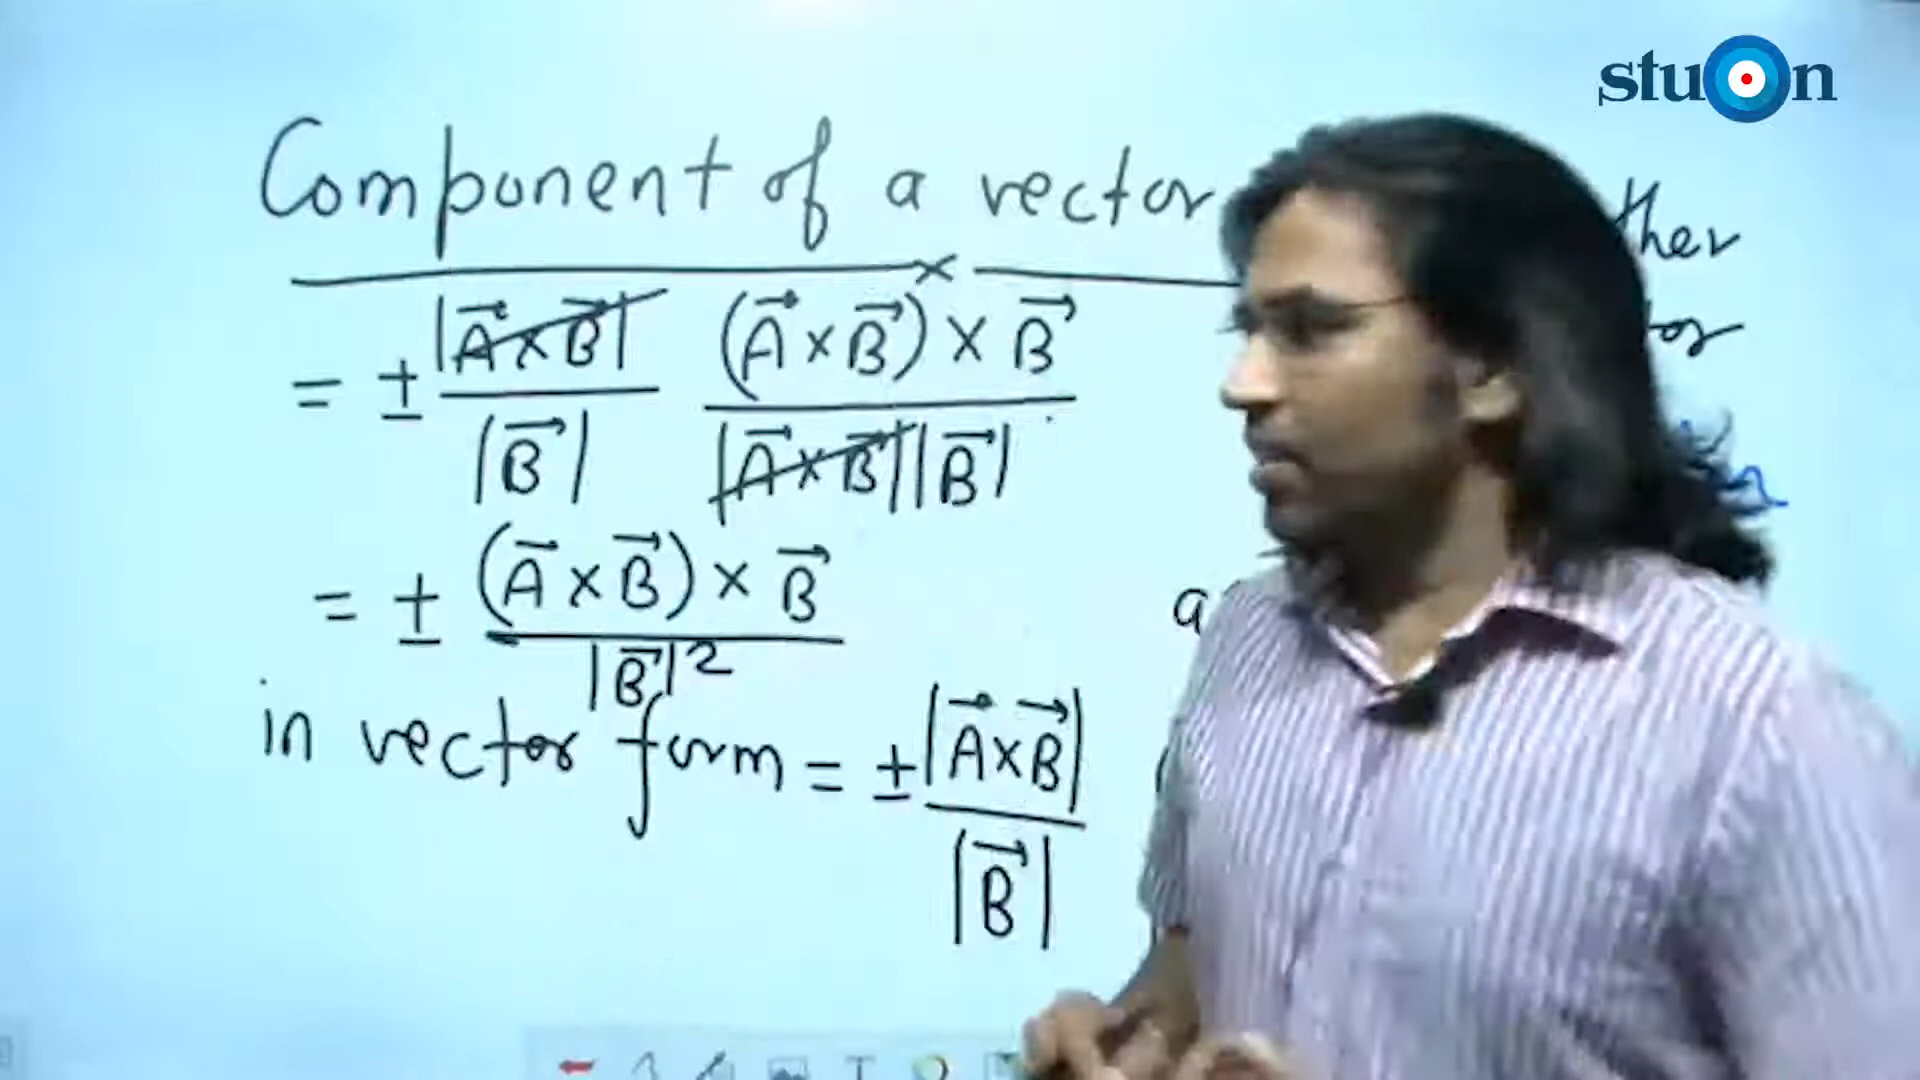 stuon
Component of a vector
= ± |A⃗×B⃗| / |B⃗| (A⃗×B⃗)×B⃗ / |A⃗×B⃗||B⃗|
= ± (A⃗×B⃗)×B⃗ / |B⃗|²
in vector form = ± |A⃗×B⃗| / |B⃗|